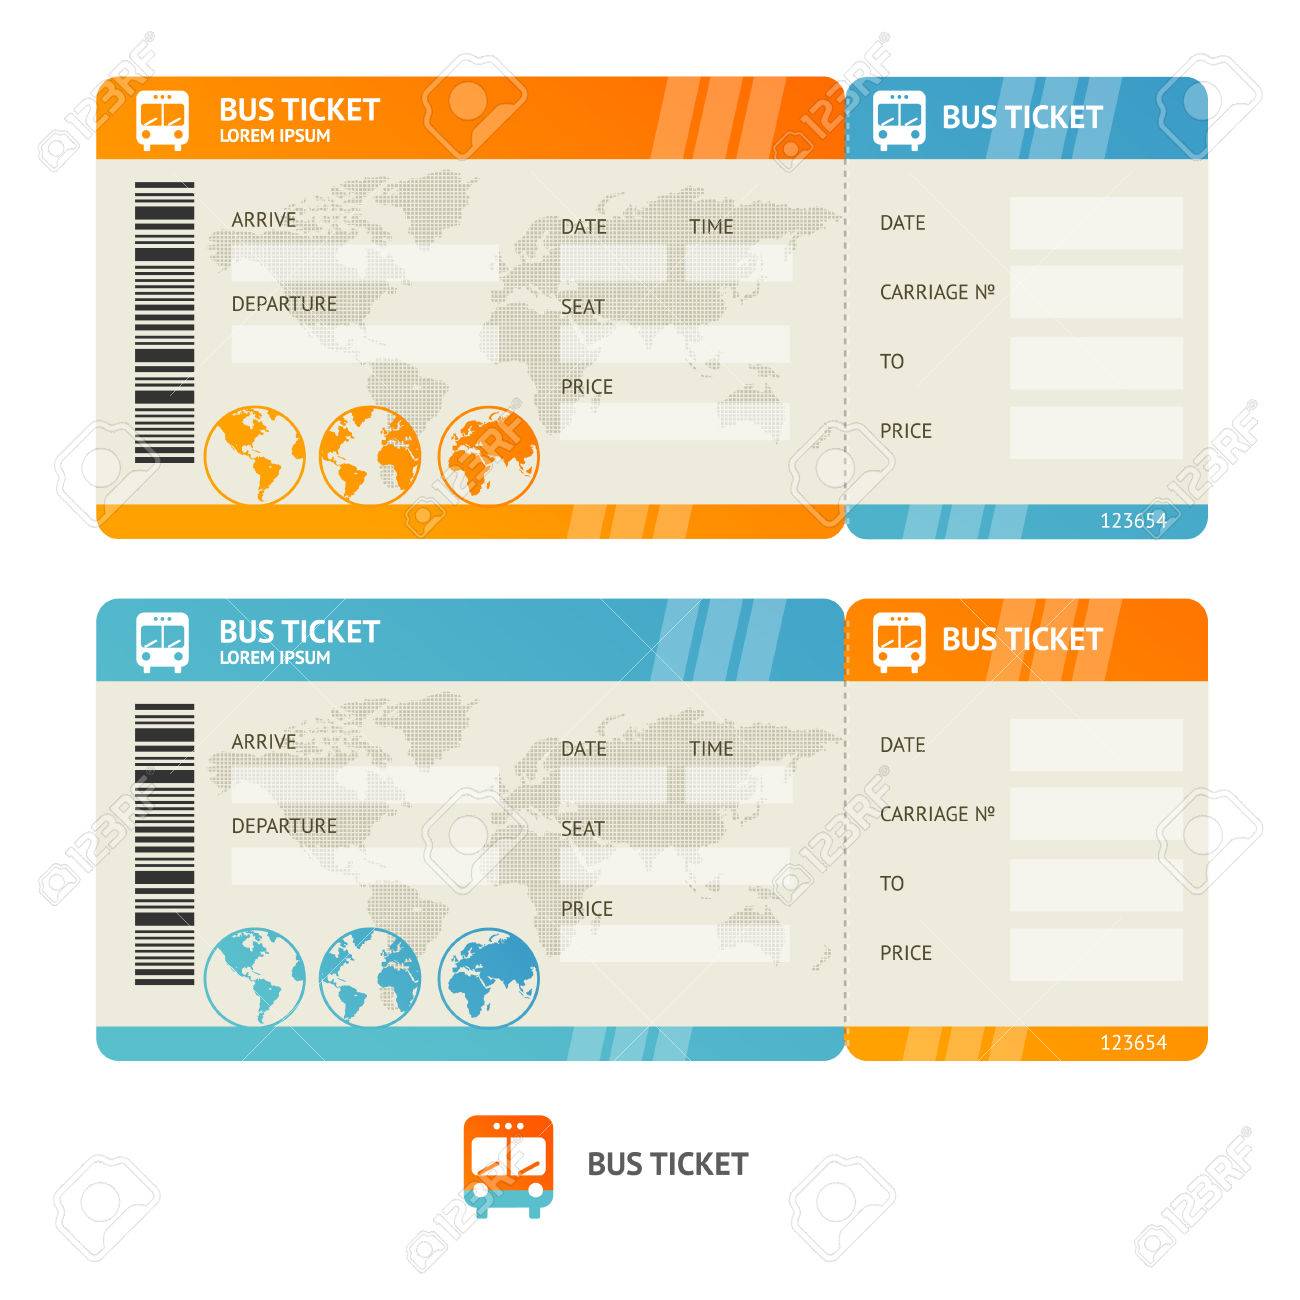 BUS TICKET
LOREM IPSUM
ARRIVE
DEPARTURE
DATE TIME
SEAT
PRICE
BUS TICKET
DATE
CARRIAGE Nº
TO
PRICE
123654
BUS TICKET
LOREM IPSUM
ARRIVE
DEPARTURE
DATE TIME
SEAT
PRICE
BUS TICKET
DATE
CARRIAGE Nº
TO
PRICE
123654
BUS TICKET
123RF